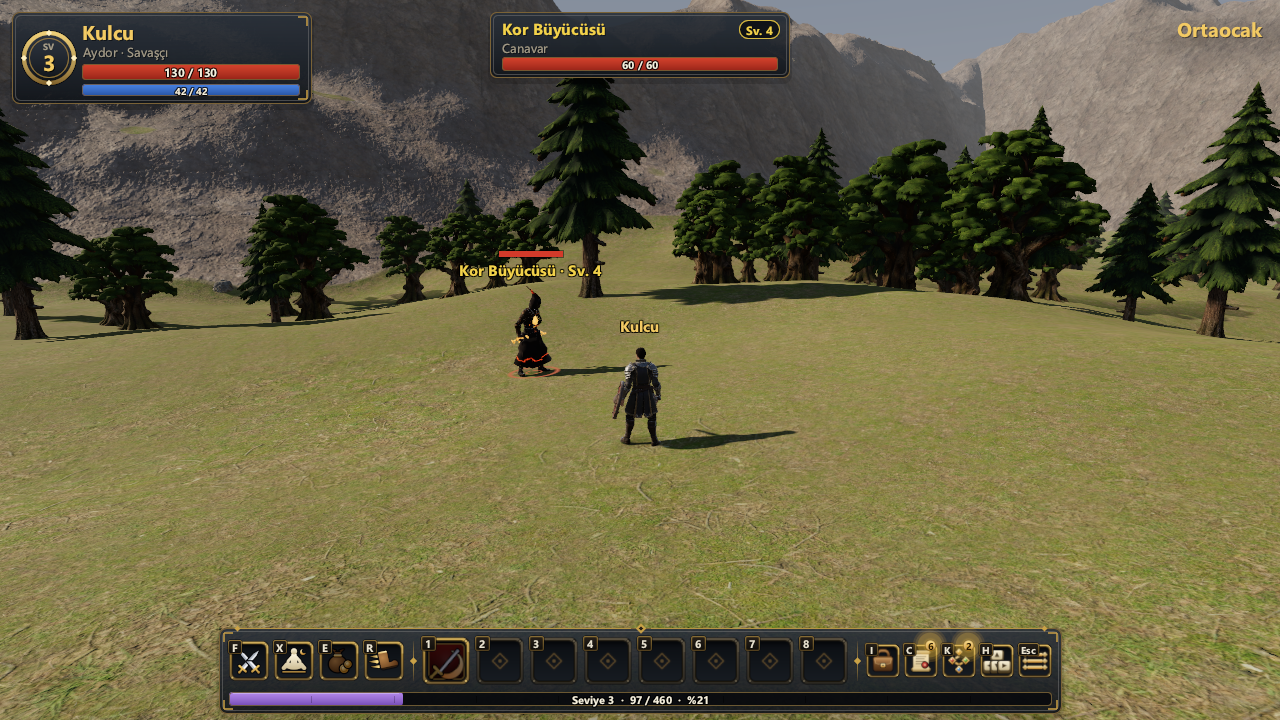 SV
3
Kulcu
Aydor · Savaşçı
130 / 130
42 / 42
Kor Büyücüsü
Sv. 4
Canavar
60 / 60
Ortaocak
Kor Büyücüsü · Sv. 4
Kulcu
F
X
E
R
1
2
3
4
5
6
7
8
I
C
6
K
2
H
Esc
Seviye 3 · 97 / 460 · %21